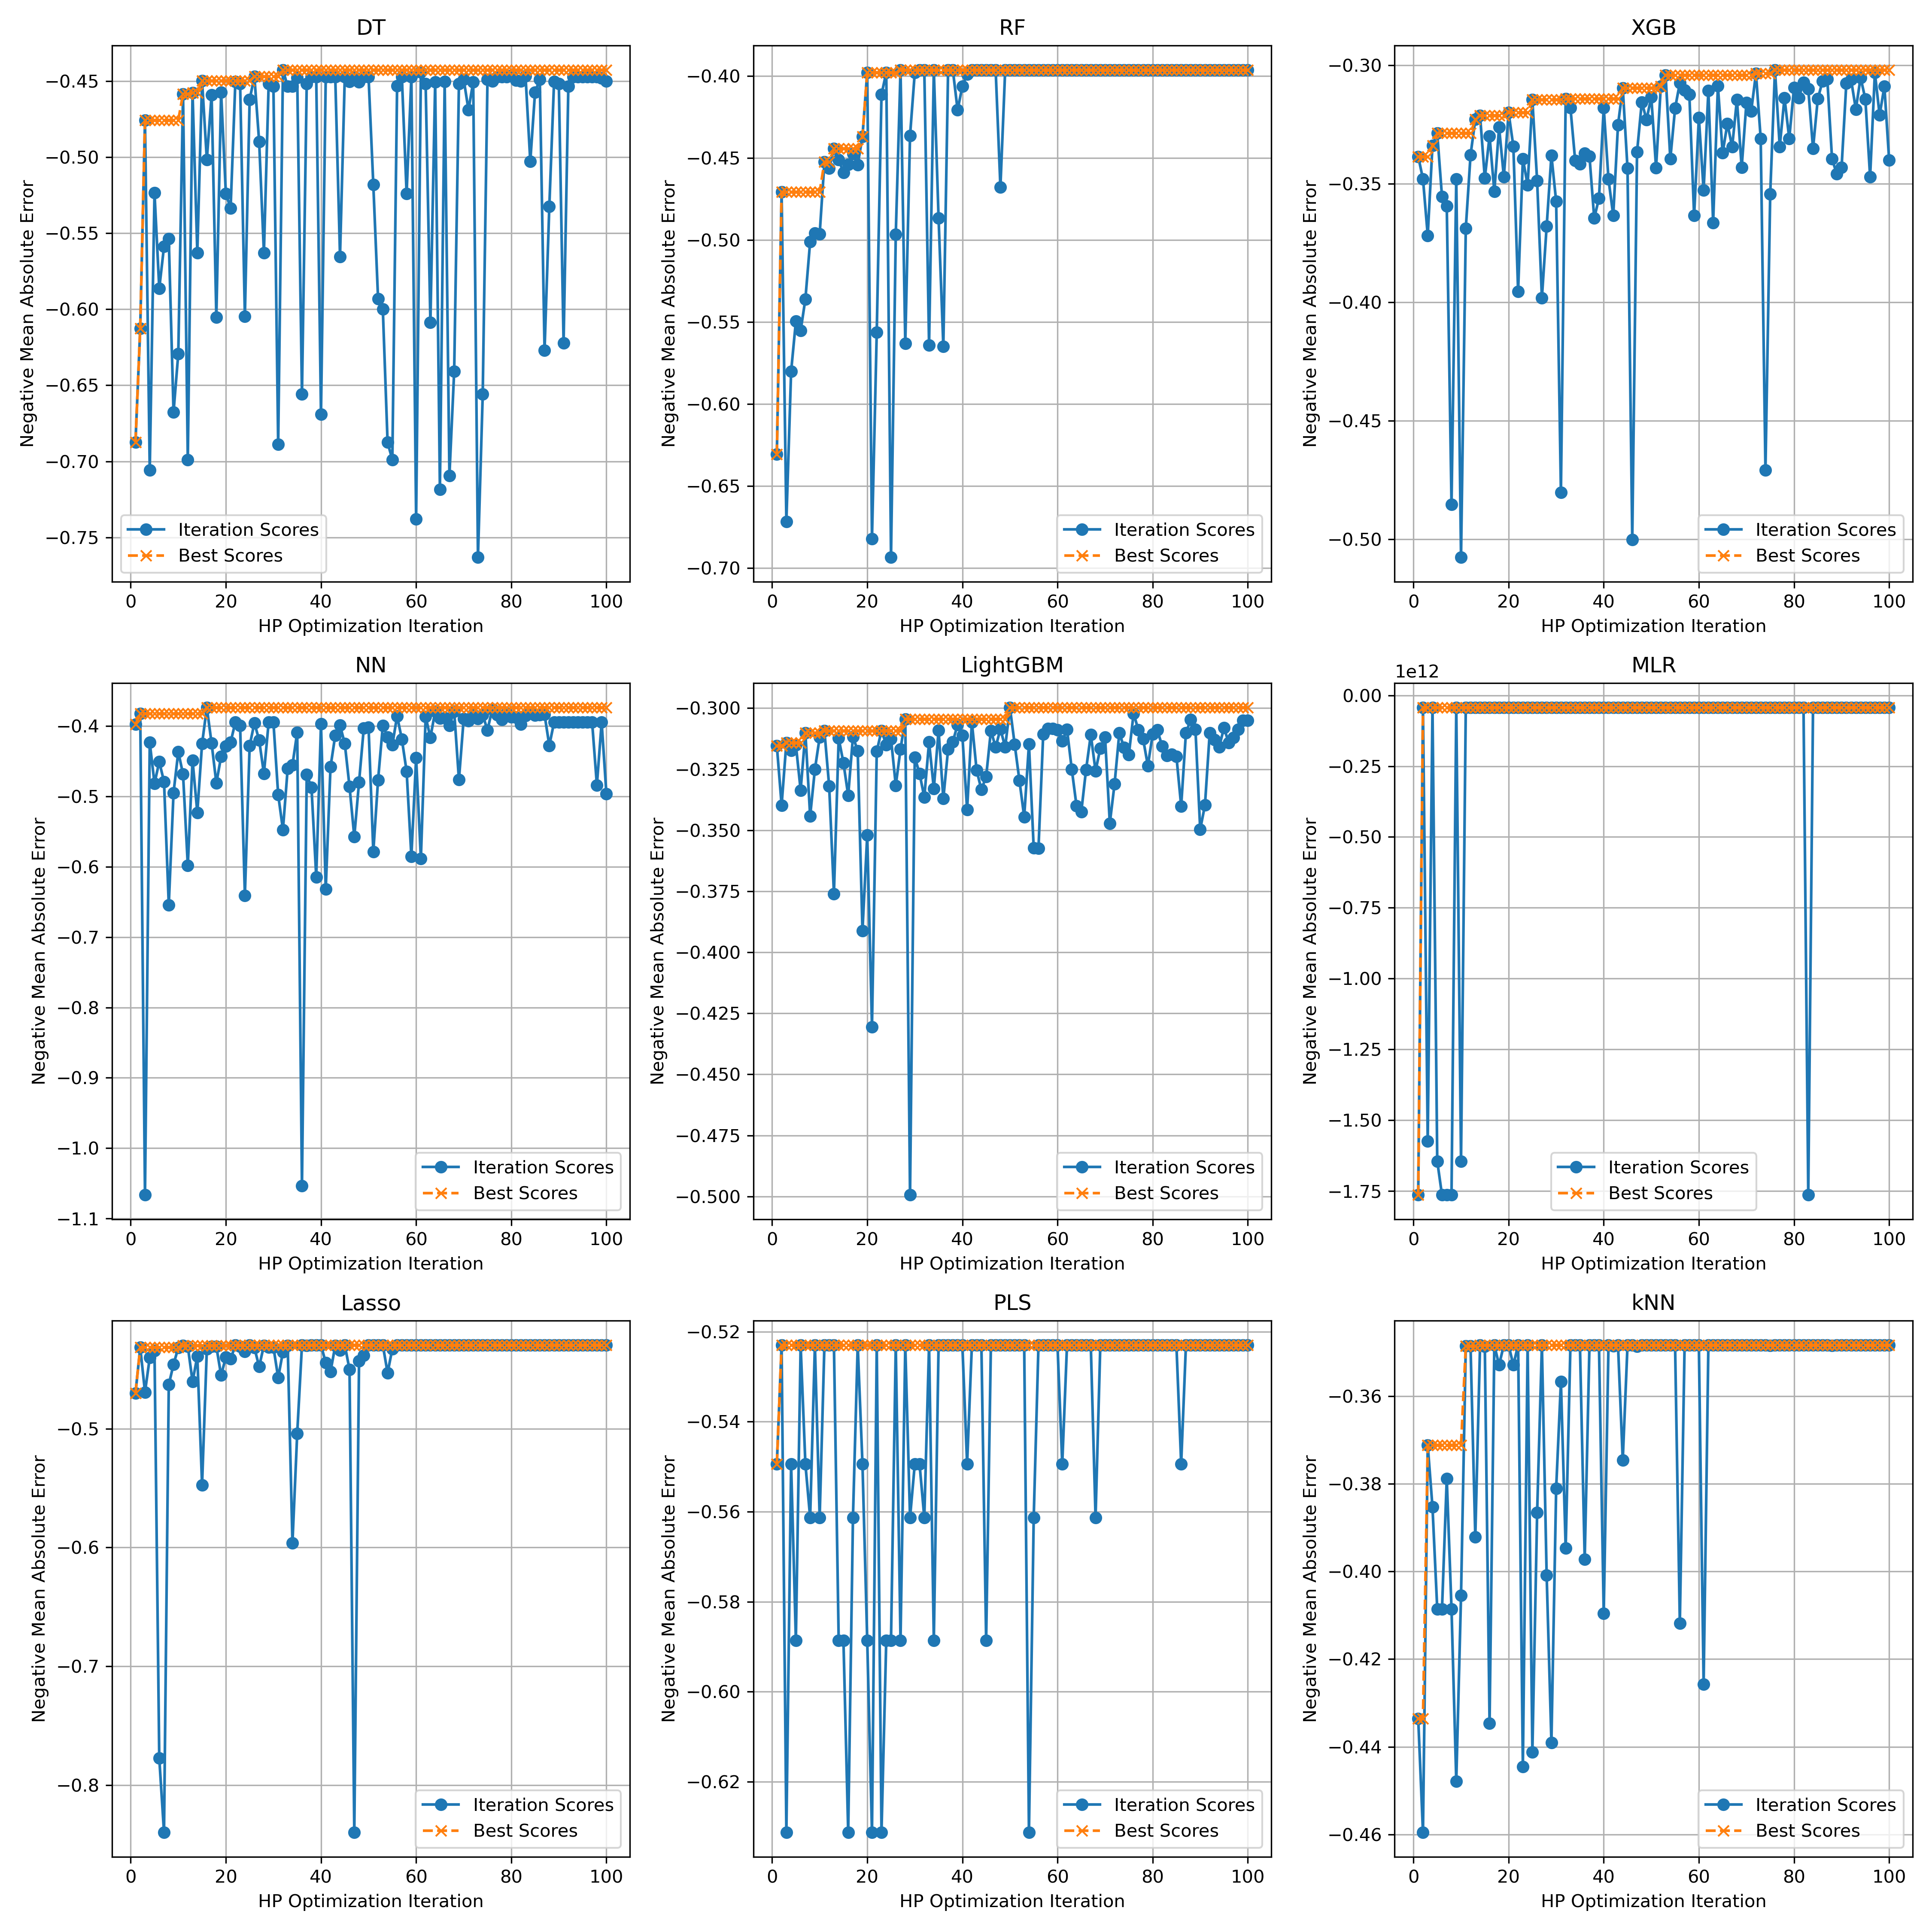 DT
Negative Mean Absolute Error
−0.45
−0.50
−0.55
−0.60
−0.65
−0.70
−0.75
Iteration Scores
Best Scores
0 20 40 60 80 100
HP Optimization Iteration
RF
Negative Mean Absolute Error
−0.40
−0.45
−0.50
−0.55
−0.60
−0.65
−0.70
Iteration Scores
Best Scores
0 20 40 60 80 100
HP Optimization Iteration
XGB
Negative Mean Absolute Error
−0.30
−0.35
−0.40
−0.45
−0.50
Iteration Scores
Best Scores
0 20 40 60 80 100
HP Optimization Iteration
NN
Negative Mean Absolute Error
−0.4
−0.5
−0.6
−0.7
−0.8
−0.9
−1.0
−1.1
Iteration Scores
Best Scores
0 20 40 60 80 100
HP Optimization Iteration
LightGBM
Negative Mean Absolute Error
−0.300
−0.325
−0.350
−0.375
−0.400
−0.425
−0.450
−0.475
−0.500
Iteration Scores
Best Scores
0 20 40 60 80 100
HP Optimization Iteration
MLR
1e12
Negative Mean Absolute Error
0.00
−0.25
−0.50
−0.75
−1.00
−1.25
−1.50
−1.75
Iteration Scores
Best Scores
0 20 40 60 80 100
HP Optimization Iteration
Lasso
Negative Mean Absolute Error
−0.5
−0.6
−0.7
−0.8
Iteration Scores
Best Scores
0 20 40 60 80 100
HP Optimization Iteration
PLS
Negative Mean Absolute Error
−0.52
−0.54
−0.56
−0.58
−0.60
−0.62
Iteration Scores
Best Scores
0 20 40 60 80 100
HP Optimization Iteration
kNN
Negative Mean Absolute Error
−0.36
−0.38
−0.40
−0.42
−0.44
−0.46
Iteration Scores
Best Scores
0 20 40 60 80 100
HP Optimization Iteration